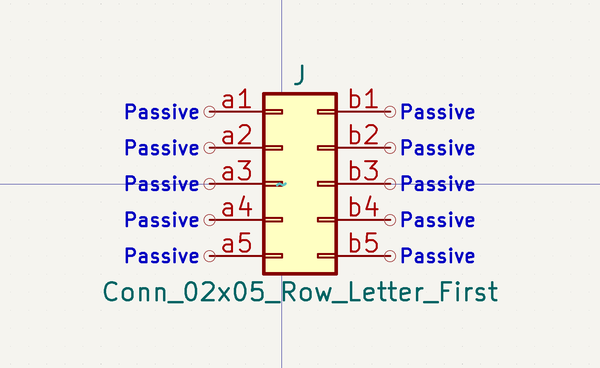 J
Passive a1 b1 Passive
Passive a2 b2 Passive
Passive a3 b3 Passive
Passive a4 b4 Passive
Passive a5 b5 Passive
Conn_02x05_Row_Letter_First